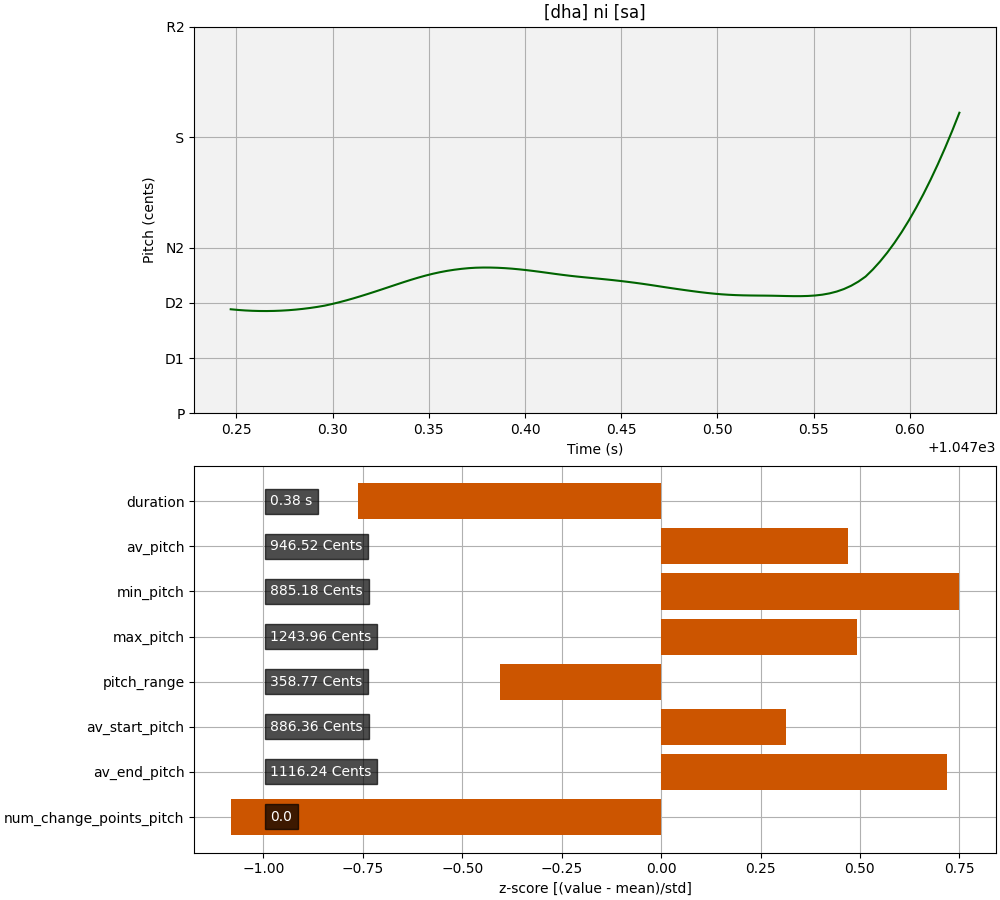 [dha] ni [sa]
R2
S
N2
D2
D1
P
Pitch (cents)
0.25 0.30 0.35 0.40 0.45 0.50 0.55 0.60
Time (s)
+1.047e3
duration 0.38 s
av_pitch 946.52 Cents
min_pitch 885.18 Cents
max_pitch 1243.96 Cents
pitch_range 358.77 Cents
av_start_pitch 886.36 Cents
av_end_pitch 1116.24 Cents
num_change_points_pitch 0.0
−1.00 −0.75 −0.50 −0.25 0.00 0.25 0.50 0.75
z-score [(value - mean)/std]